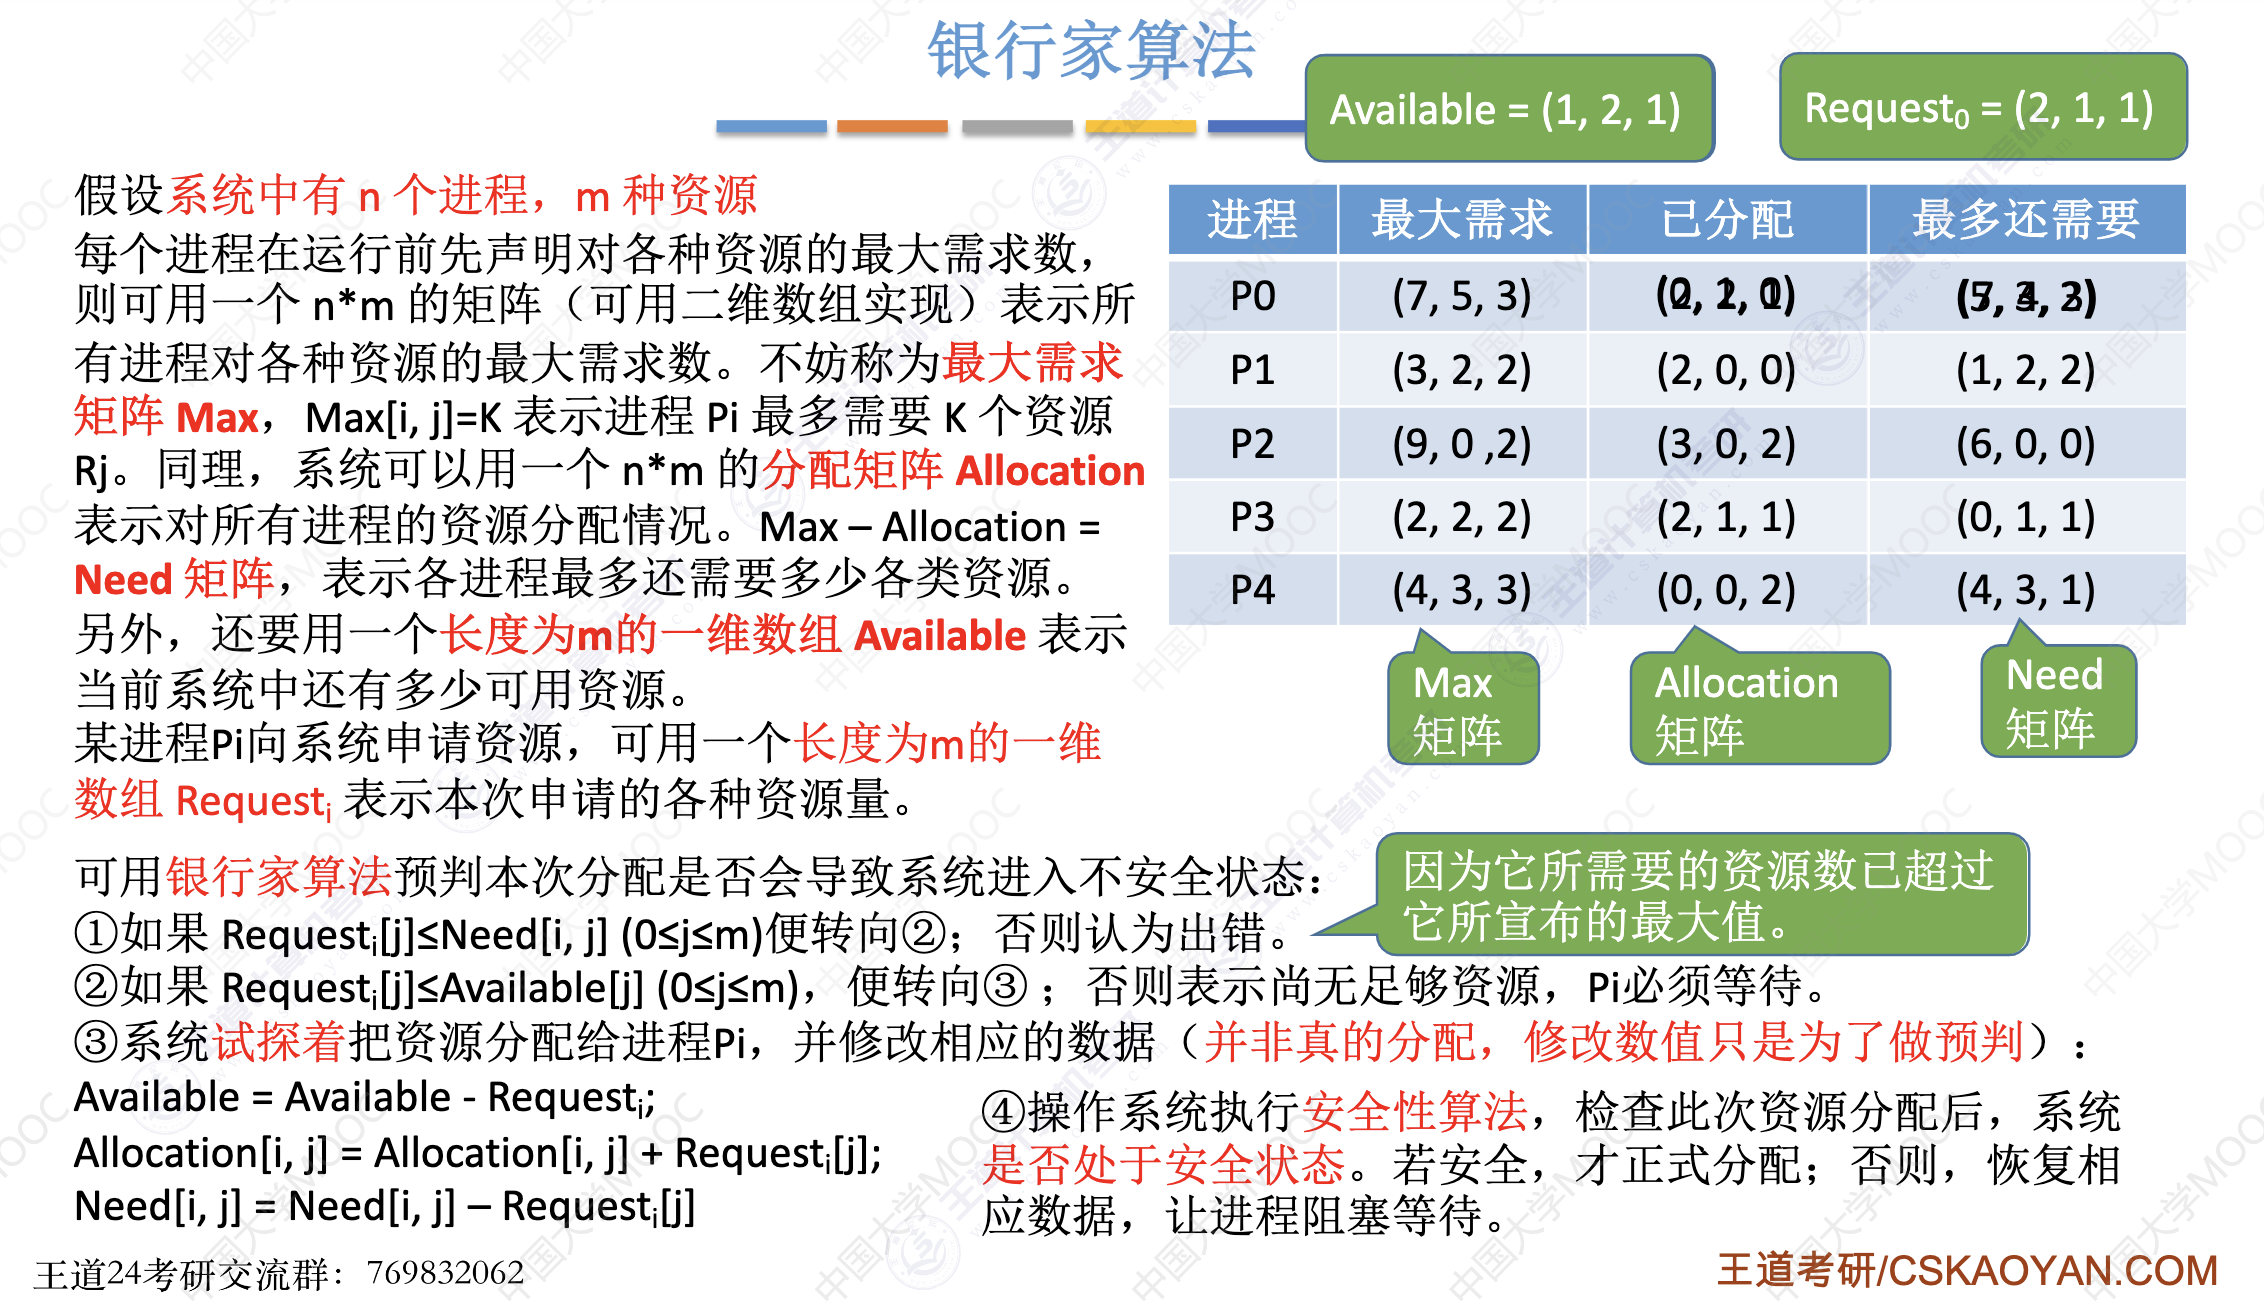 银行家算法
Available = (1, 2, 1)
Request0 = (2, 1, 1)
假设系统中有 n 个进程，m 种资源
每个进程在运行前先声明对各种资源的最大需求数，
则可用一个 n*m 的矩阵（可用二维数组实现）表示所
有进程对各种资源的最大需求数。不妨称为最大需求
矩阵 Max，Max[i, j]=K 表示进程 Pi 最多需要 K 个资源
Rj。同理，系统可以用一个 n*m 的分配矩阵 Allocation
表示对所有进程的资源分配情况。Max – Allocation =
Need 矩阵，表示各进程最多还需要多少各类资源。
另外，还要用一个长度为m的一维数组 Available 表示
当前系统中还有多少可用资源。
某进程Pi向系统申请资源，可用一个长度为m的一维
数组 Requesti 表示本次申请的各种资源量。
进程 最大需求 已分配 最多还需要
P0 (7, 5, 3)
P1 (3, 2, 2) (2, 0, 0) (1, 2, 2)
P2 (9, 0 ,2) (3, 0, 2) (6, 0, 0)
P3 (2, 2, 2) (2, 1, 1) (0, 1, 1)
P4 (4, 3, 3) (0, 0, 2) (4, 3, 1)
Max
矩阵
Allocation
矩阵
Need
矩阵
可用银行家算法预判本次分配是否会导致系统进入不安全状态：
①如果 Requesti[j]≤Need[i, j] (0≤j≤m)便转向②；否则认为出错。
因为它所需要的资源数已超过
它所宣布的最大值。
②如果 Requesti[j]≤Available[j] (0≤j≤m)，便转向③；否则表示尚无足够资源，Pi必须等待。
③系统试探着把资源分配给进程Pi，并修改相应的数据（并非真的分配，修改数值只是为了做预判）：
Available = Available - Requesti;
Allocation[i, j] = Allocation[i, j] + Requesti[j];
Need[i, j] = Need[i, j] – Requesti[j]
④操作系统执行安全性算法，检查此次资源分配后，系统
是否处于安全状态。若安全，才正式分配；否则，恢复相
应数据，让进程阻塞等待。
王道24考研交流群：769832062
王道考研/CSKAOYAN.COM